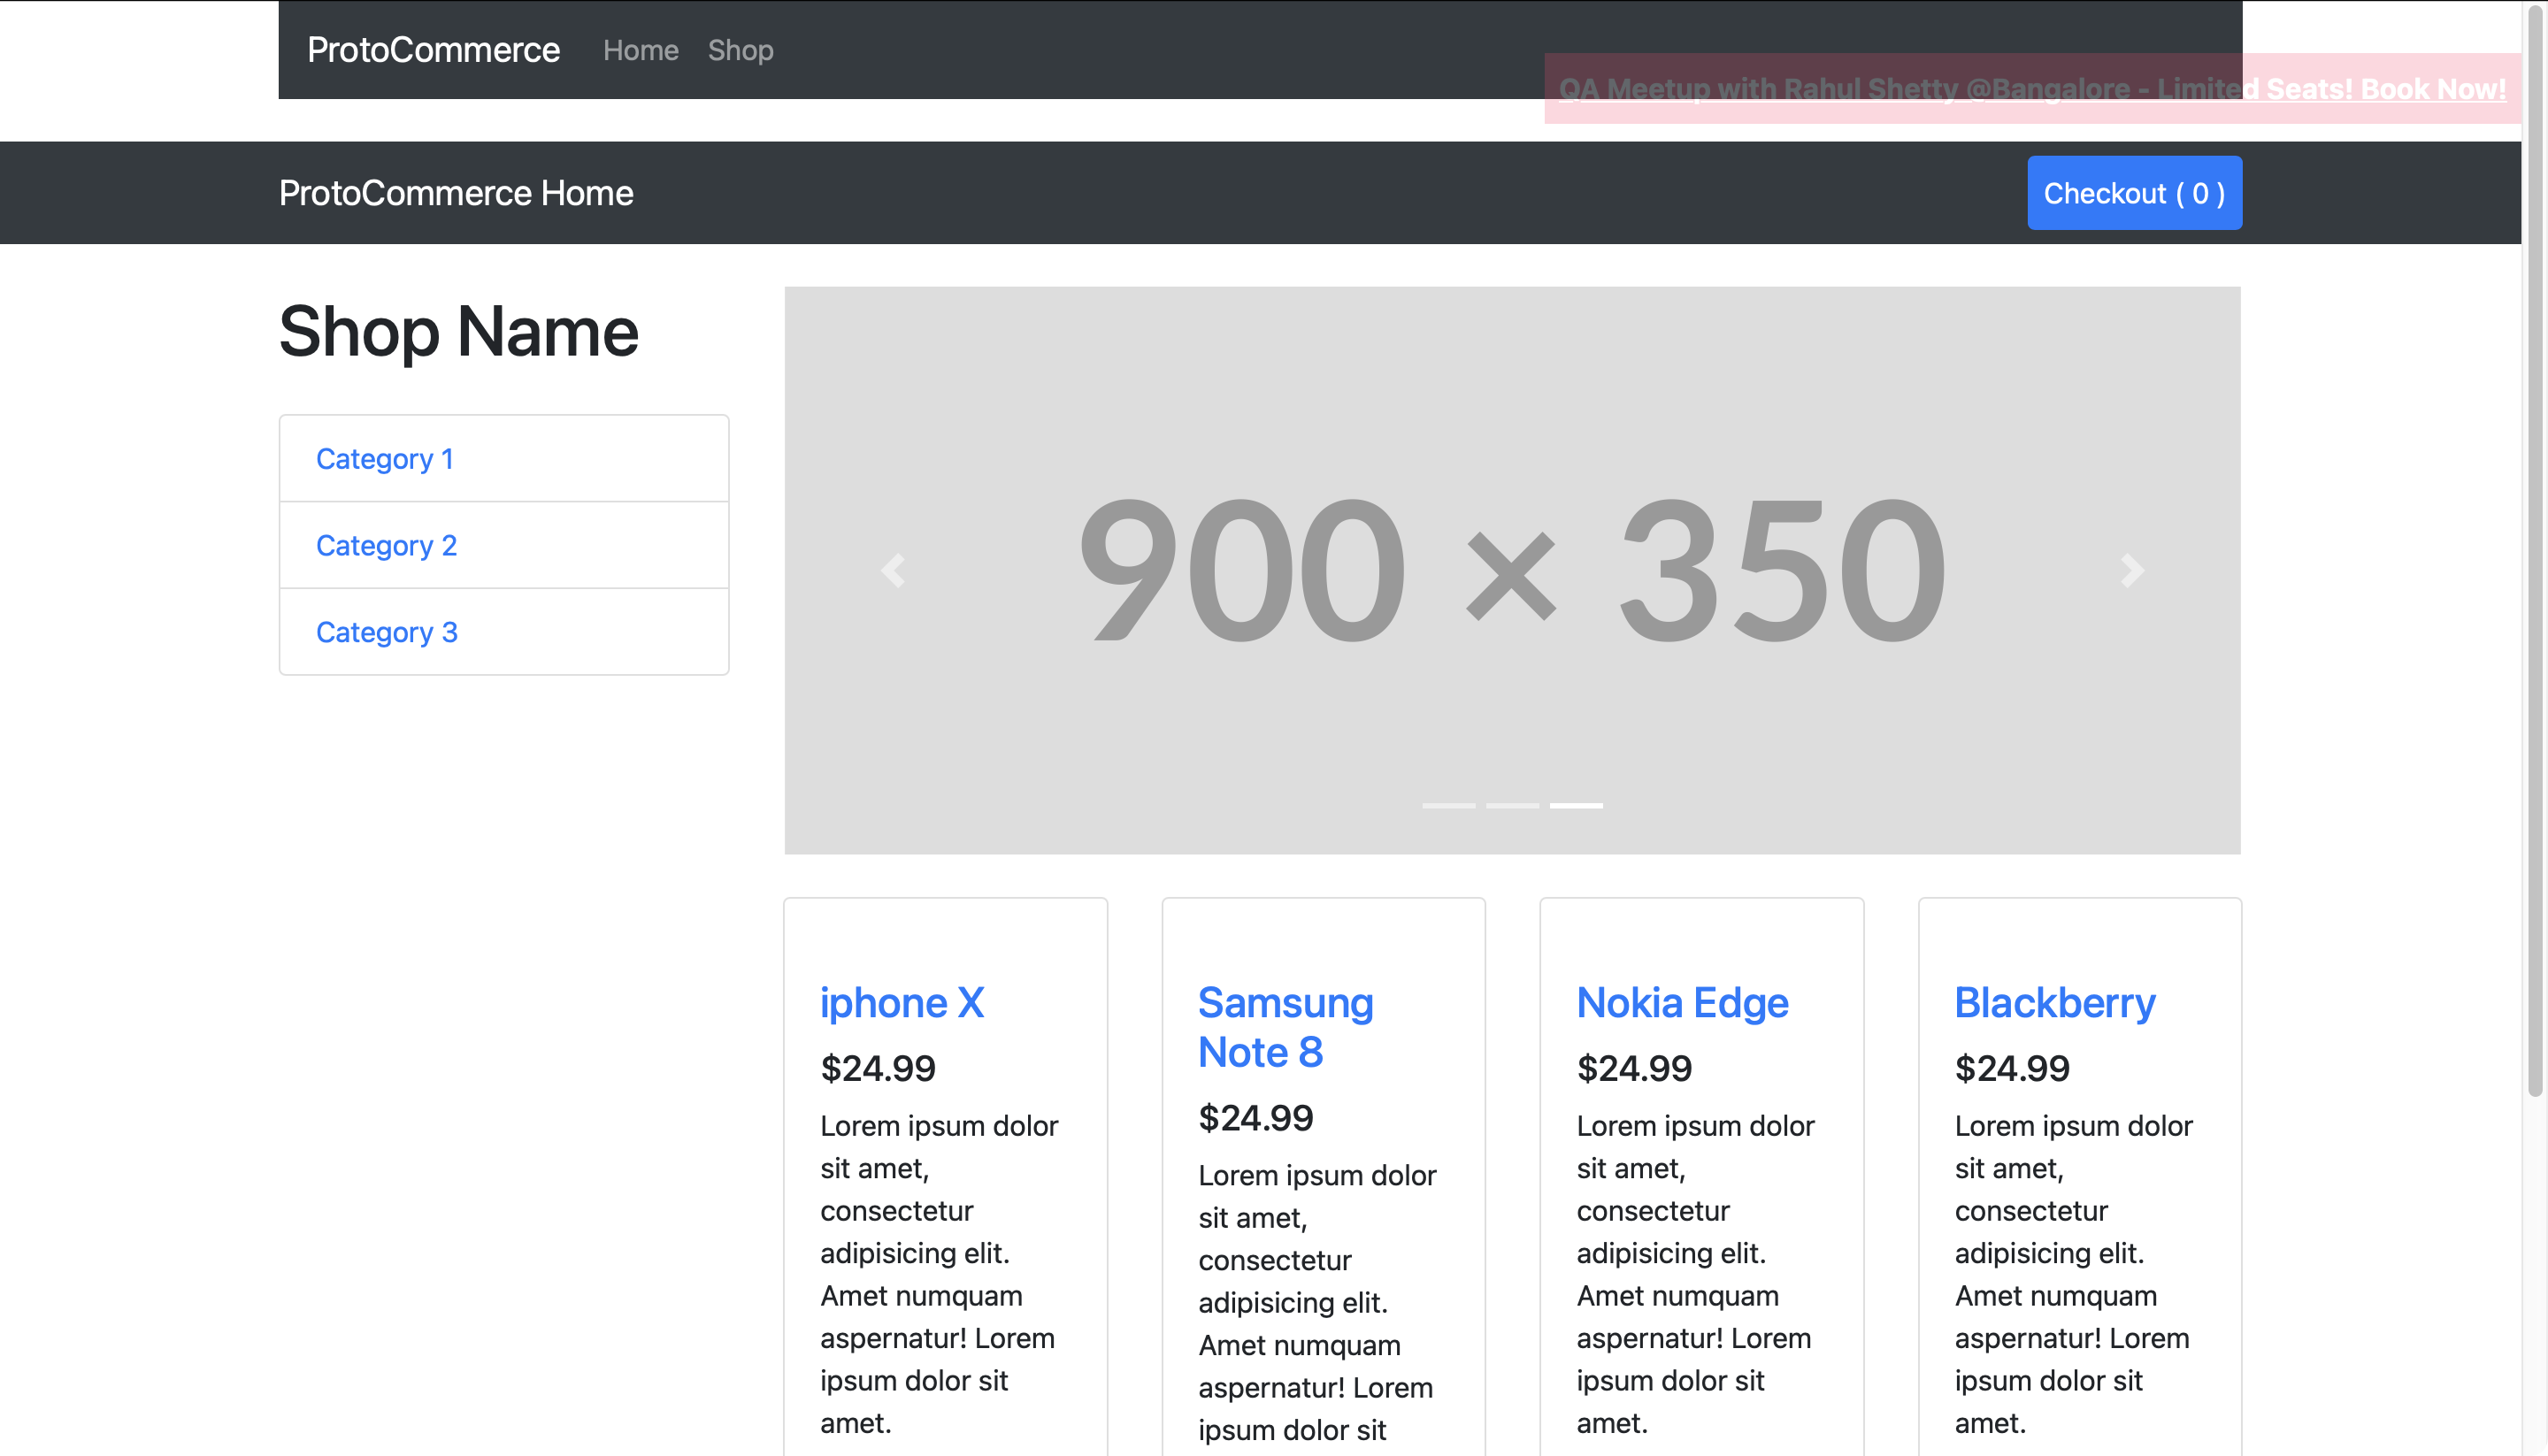 ProtoCommerce
Home
Shop
QA Meetup with Rahul Shetty @Bangalore - Limited Seats! Book Now!
ProtoCommerce Home
Checkout ( 0 )
Shop Name
Category 1
Category 2
Category 3
900 × 350
iphone X
$24.99
Lorem ipsum dolor
sit amet,
consectetur
adipisicing elit.
Amet numquam
aspernatur! Lorem
ipsum dolor sit
amet.
Samsung
Note 8
$24.99
Lorem ipsum dolor
sit amet,
consectetur
adipisicing elit.
Amet numquam
aspernatur! Lorem
ipsum dolor sit
Nokia Edge
$24.99
Lorem ipsum dolor
sit amet,
consectetur
adipisicing elit.
Amet numquam
aspernatur! Lorem
ipsum dolor sit
amet.
Blackberry
$24.99
Lorem ipsum dolor
sit amet,
consectetur
adipisicing elit.
Amet numquam
aspernatur! Lorem
ipsum dolor sit
amet.